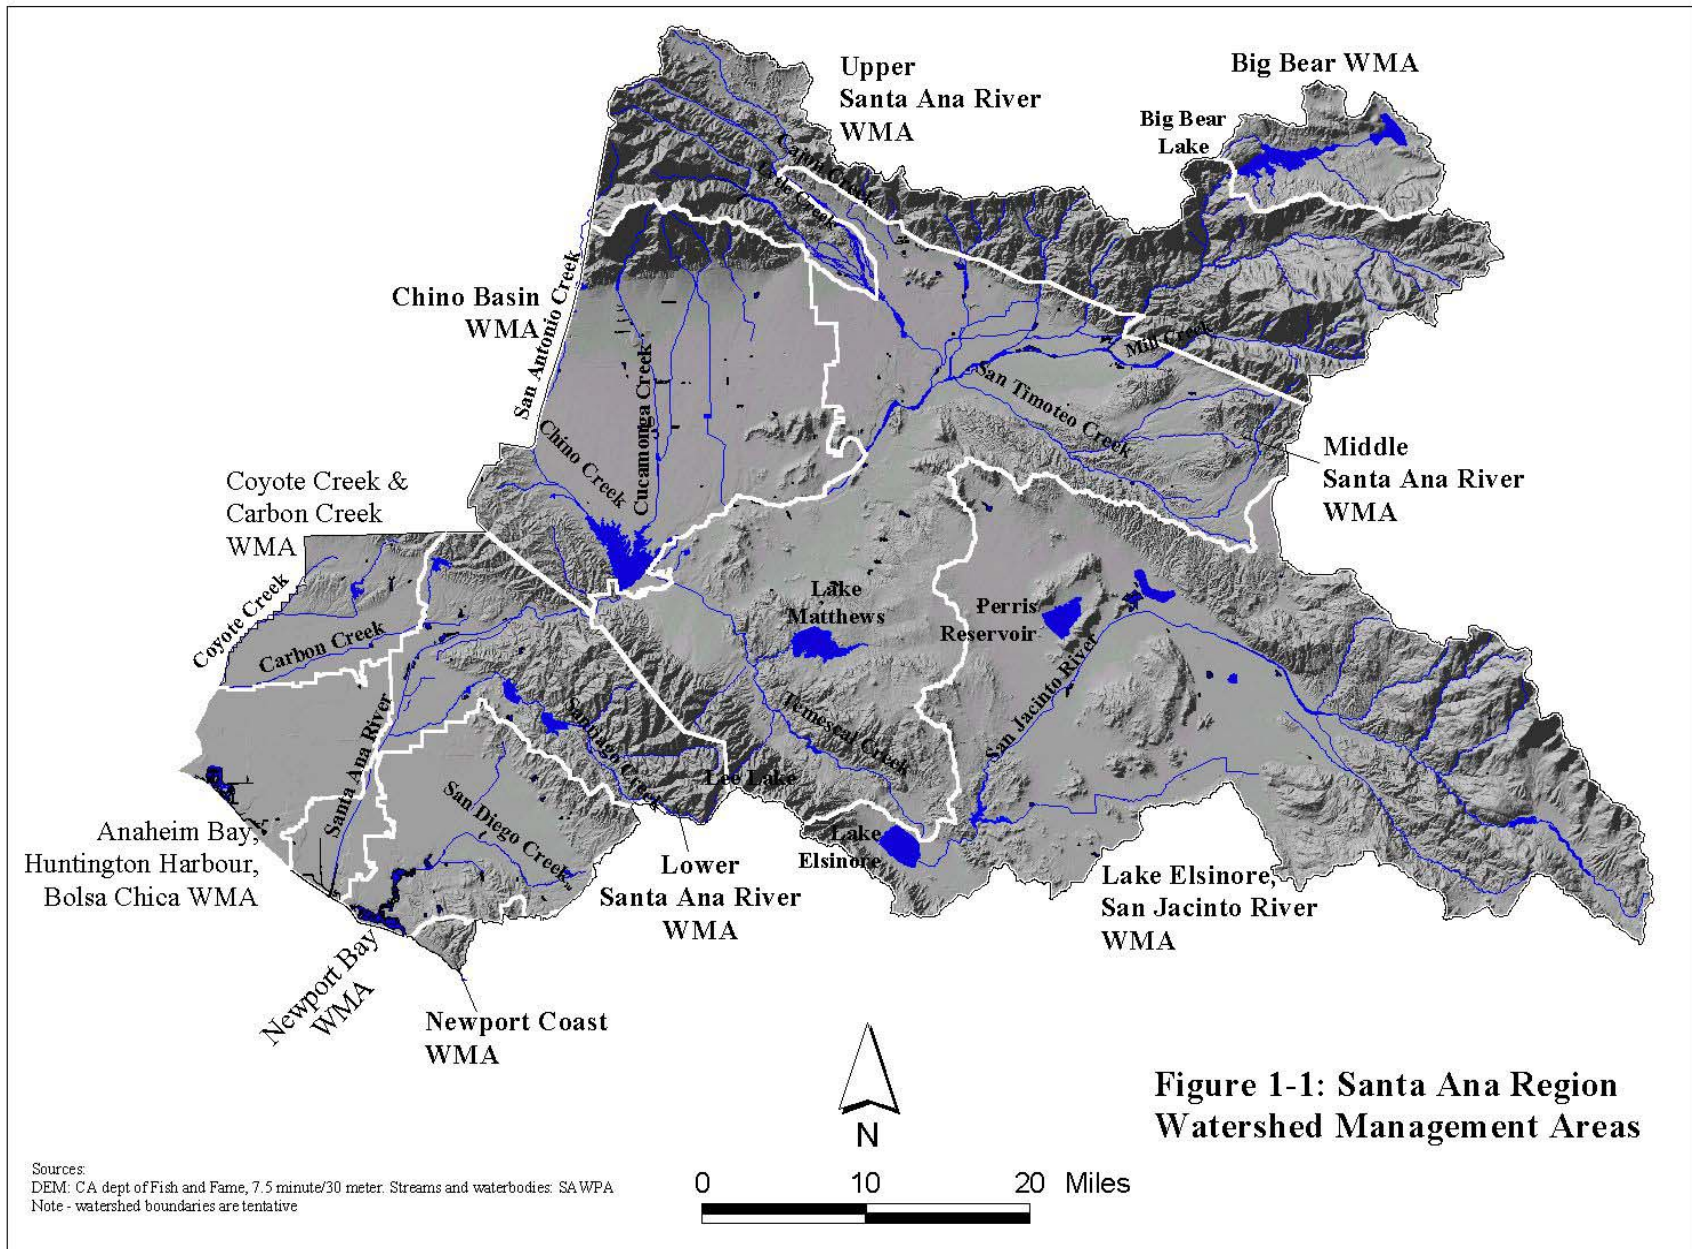 Upper
Santa Ana River
WMA
Big Bear WMA
Big Bear
Lake
Cajun Creek
Lytle Creek
San Antonio Creek
Chino Basin
WMA
Cucamonga Creek
Chino Creek
Mill Creek
San Timoteo Creek
Middle
Santa Ana River
WMA
Coyote Creek &
Carbon Creek
WMA
Coyote Creek
Carbon Creek
Lake
Matthews
Perris
Reservoir
San Jacinto River
Temescal Creek
Santiago Creek
Lee Lake
Santa Ana River
San Diego Creek
Lake
Elsinore
Anaheim Bay,
Huntington Harbour,
Bolsa Chica WMA
Lower
Santa Ana River
WMA
Lake Elsinore,
San Jacinto River
WMA
Newport Bay
WMA
Newport Coast
WMA
N
Figure 1-1: Santa Ana Region
Watershed Management Areas
Sources:
DEM: CA dept of Fish and Fame, 7.5 minute/30 meter. Streams and waterbodies: SAWPA
Note - watershed boundaries are tentative
0 10 20 Miles